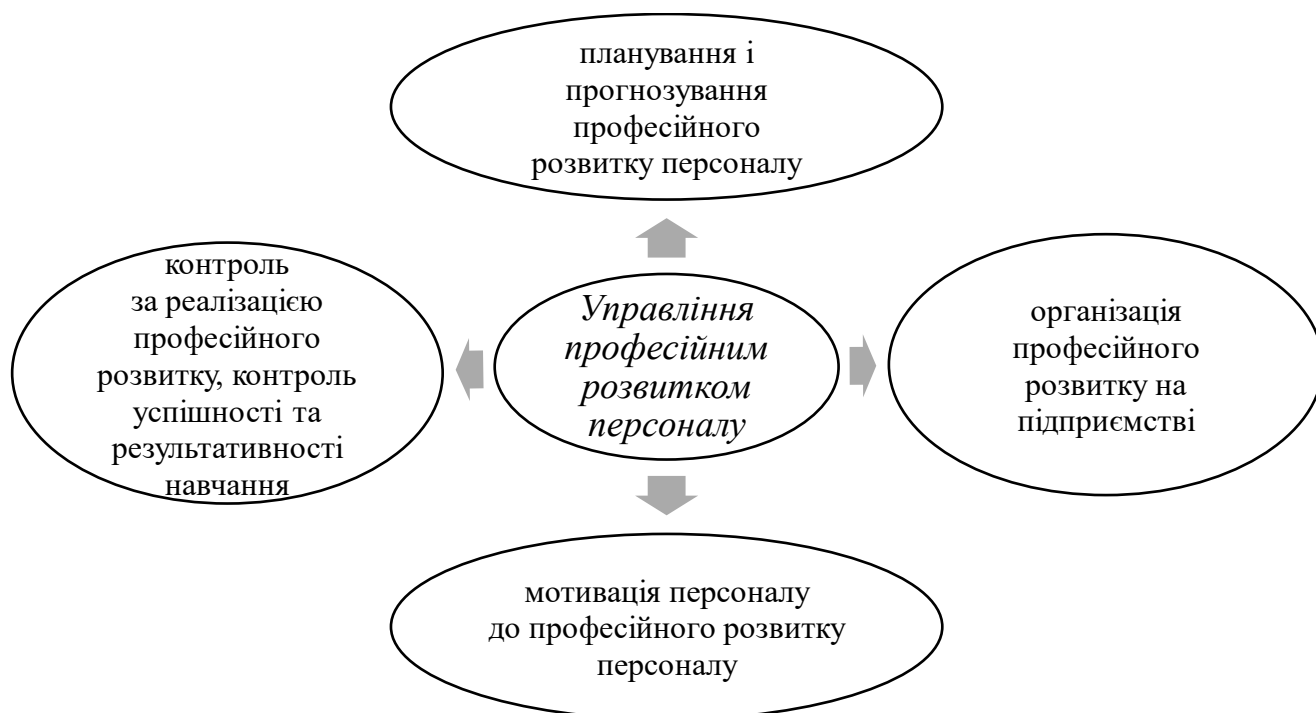 планування і
прогнозування
професійного
розвитку персоналу
контроль
за реалізацією
професійного
розвитку, контроль
успішності та
результативності
навчання
Управління
професійним
розвитком
персоналу
організація
професійного
розвитку на
підприємстві
мотивація персоналу
до професійного розвитку
персоналу